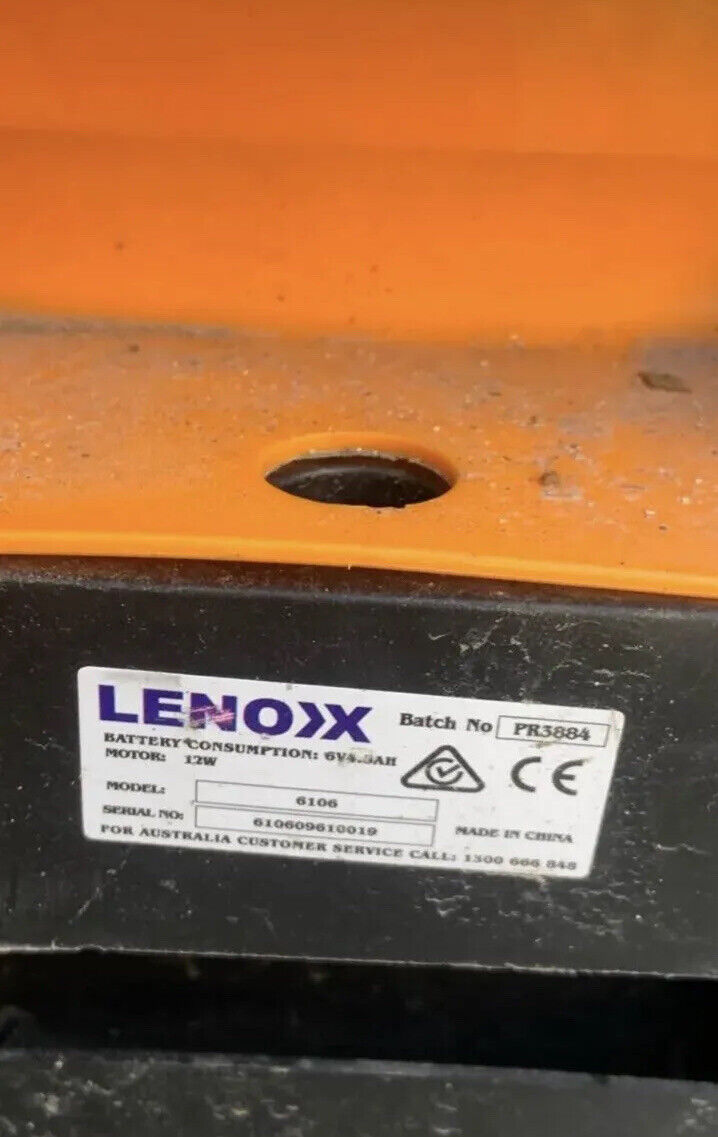 LENOXX Batch No PR3884
BATTERY CONSUMPTION: 6V4.5AH
MOTOR: 12W
CE
MODEL: 6106
SERIAL NO: 610609610019
MADE IN CHINA
FOR AUSTRALIA CUSTOMER SERVICE CALL: 1300 666 848